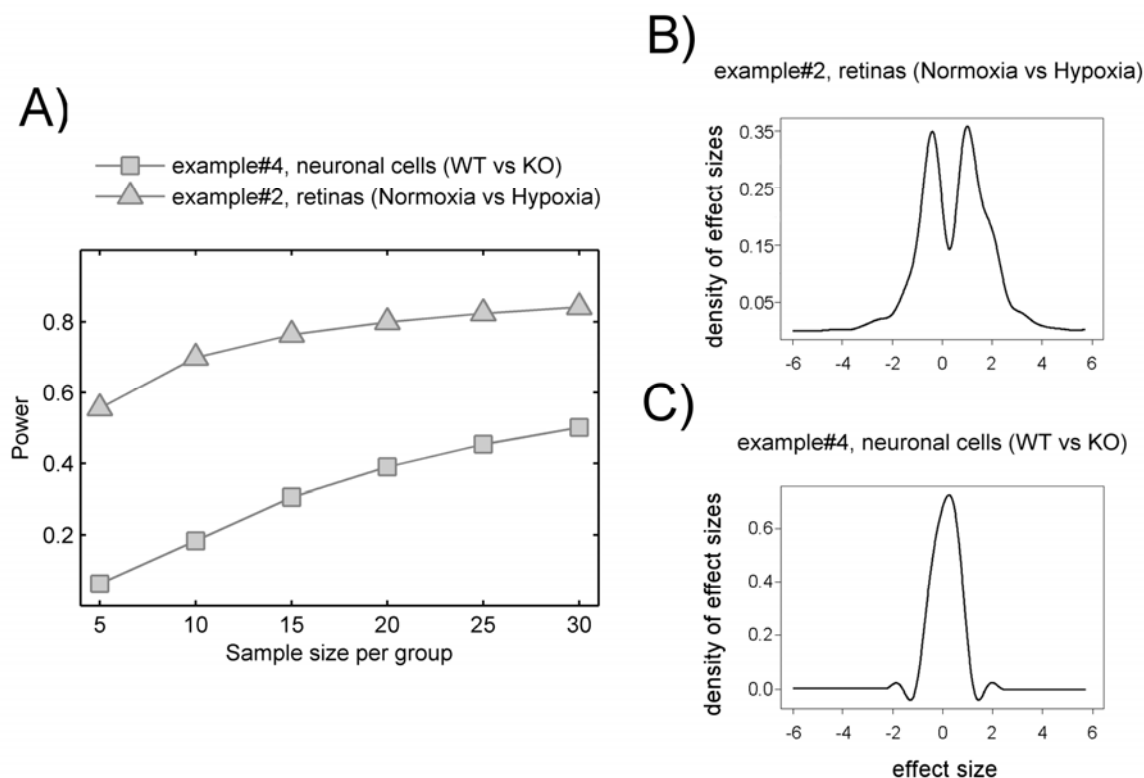 A)
example#4, neuronal cells (WT vs KO)
example#2, retinas (Normoxia vs Hypoxia)
Power
0.8
0.6
0.4
0.2
5 10 15 20 25 30
Sample size per group
B)
example#2, retinas (Normoxia vs Hypoxia)
density of effect sizes
0.35
0.25
0.15
0.05
-6 -4 -2 0 2 4 6
C)
example#4, neuronal cells (WT vs KO)
density of effect sizes
0.6
0.4
0.2
0.0
-6 -4 -2 0 2 4 6
effect size